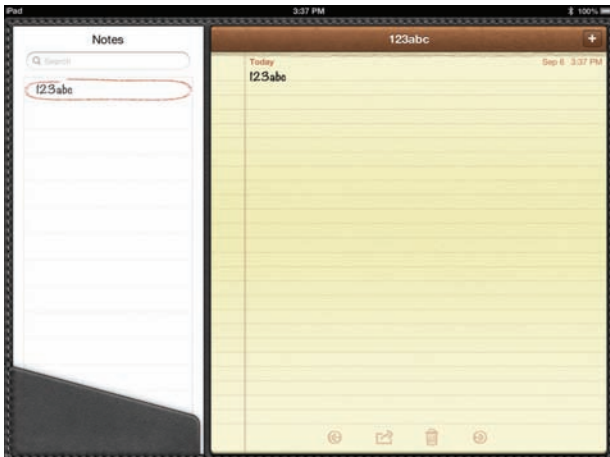 iPad 3:37 PM 100%
Notes
123abc
+
Search
Today Sep 6 3:37 PM
123abc
123abc